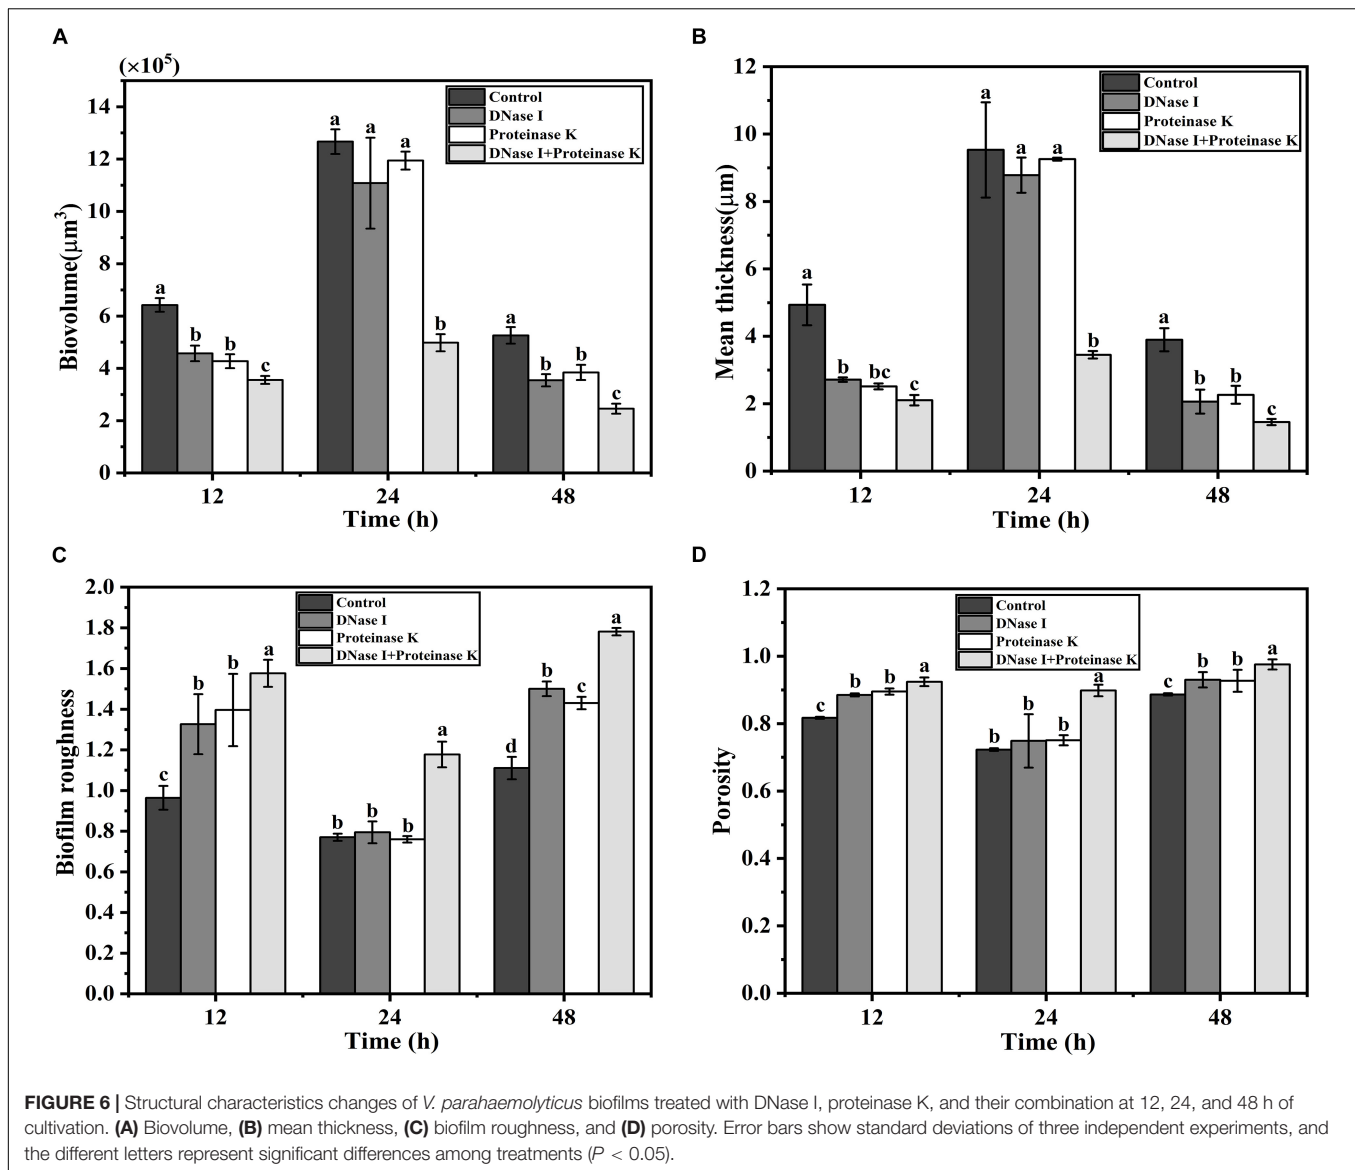 A
(×10⁵)
Biovolume(μm³)
14
12
10
8
6
4
2
0
Control
DNase I
Proteinase K
DNase I+Proteinase K
a
b
b
c
a
a
a
b
a
b
b
c
12
24
48
Time (h)
B
Mean thickness(μm)
12
10
8
6
4
2
0
Control
DNase I
Proteinase K
DNase I+Proteinase K
a
b
bc
c
a
a
a
b
a
b
b
c
12
24
48
Time (h)
C
Biofilm roughness
2.0
1.8
1.6
1.4
1.2
1.0
0.8
0.6
0.4
0.2
0.0
Control
DNase I
Proteinase K
DNase I+Proteinase K
c
b
b
a
b
b
b
a
d
b
c
a
12
24
48
Time (h)
D
Porosity
1.2
1.0
0.8
0.6
0.4
0.2
0.0
Control
DNase I
Proteinase K
DNase I+Proteinase K
c
b
b
a
b
b
b
a
c
b
b
a
12
24
48
Time (h)
FIGURE 6 | Structural characteristics changes of V. parahaemolyticus biofilms treated with DNase I, proteinase K, and their combination at 12, 24, and 48 h of
cultivation. (A) Biovolume, (B) mean thickness, (C) biofilm roughness, and (D) porosity. Error bars show standard deviations of three independent experiments, and
the different letters represent significant differences among treatments (P < 0.05).